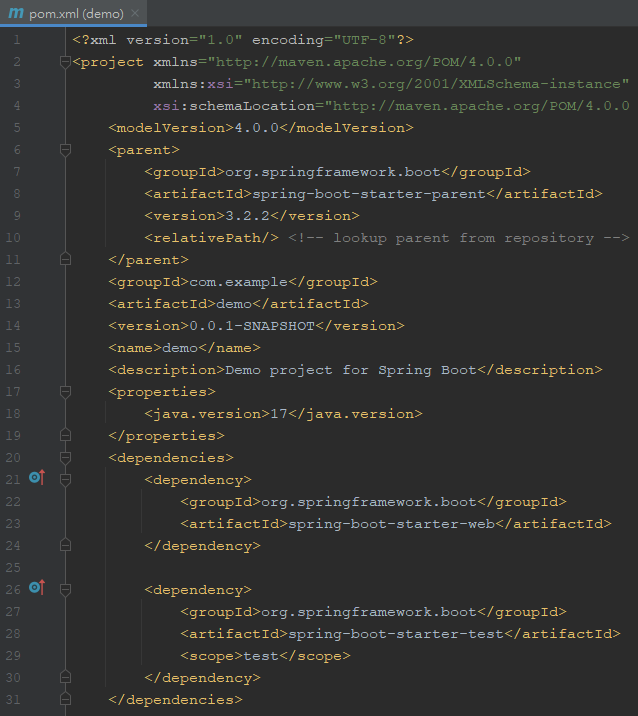 pom.xml (demo)
1 <?xml version="1.0" encoding="UTF-8"?>
2 <project xmlns="http://maven.apache.org/POM/4.0.0"
3 xmlns:xsi="http://www.w3.org/2001/XMLSchema-instance"
4 xsi:schemaLocation="http://maven.apache.org/POM/4.0.0
5 <modelVersion>4.0.0</modelVersion>
6 <parent>
7 <groupId>org.springframework.boot</groupId>
8 <artifactId>spring-boot-starter-parent</artifactId>
9 <version>3.2.2</version>
10 <relativePath/> <!-- lookup parent from repository -->
11 </parent>
12 <groupId>com.example</groupId>
13 <artifactId>demo</artifactId>
14 <version>0.0.1-SNAPSHOT</version>
15 <name>demo</name>
16 <description>Demo project for Spring Boot</description>
17 <properties>
18 <java.version>17</java.version>
19 </properties>
20 <dependencies>
21 <dependency>
22 <groupId>org.springframework.boot</groupId>
23 <artifactId>spring-boot-starter-web</artifactId>
24 </dependency>
25
26 <dependency>
27 <groupId>org.springframework.boot</groupId>
28 <artifactId>spring-boot-starter-test</artifactId>
29 <scope>test</scope>
30 </dependency>
31 </dependencies>